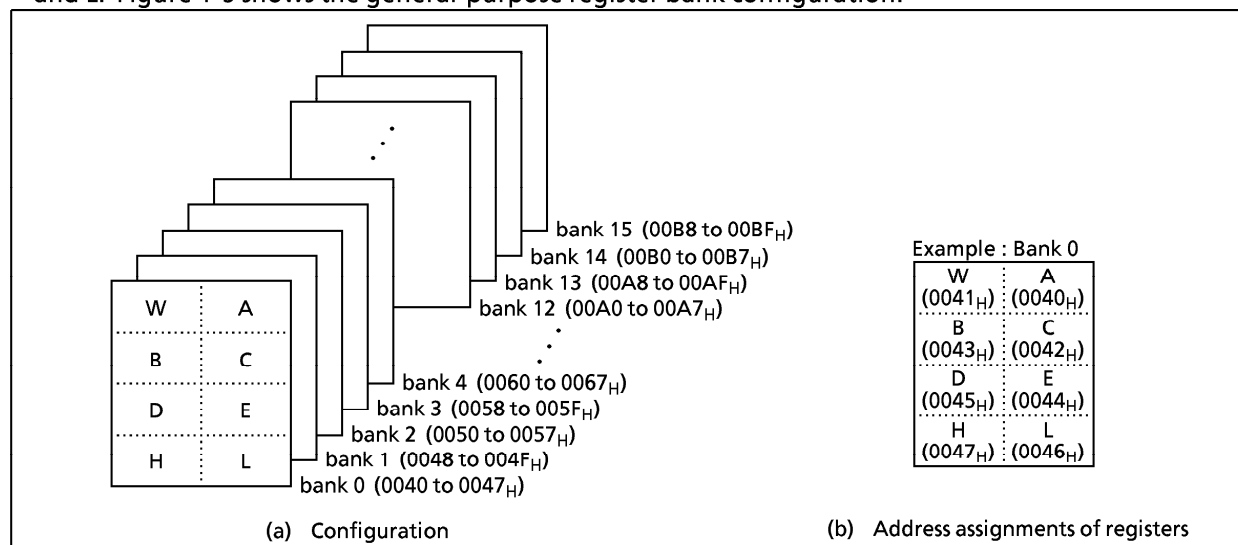 and L. Figure 1-3 shows the general-purpose register bank configuration.
bank 15 (00B8 to 00BFH)
bank 14 (00B0 to 00B7H)
bank 13 (00A8 to 00AFH)
bank 12 (00A0 to 00A7H)
bank 4 (0060 to 0067H)
bank 3 (0058 to 005FH)
bank 2 (0050 to 0057H)
bank 1 (0048 to 004FH)
bank 0 (0040 to 0047H)
W A
B C
D E
H L
(a) Configuration
Example : Bank 0
W A
(0041H) (0040H)
B C
(0043H) (0042H)
D E
(0045H) (0044H)
H L
(0047H) (0046H)
(b) Address assignments of registers